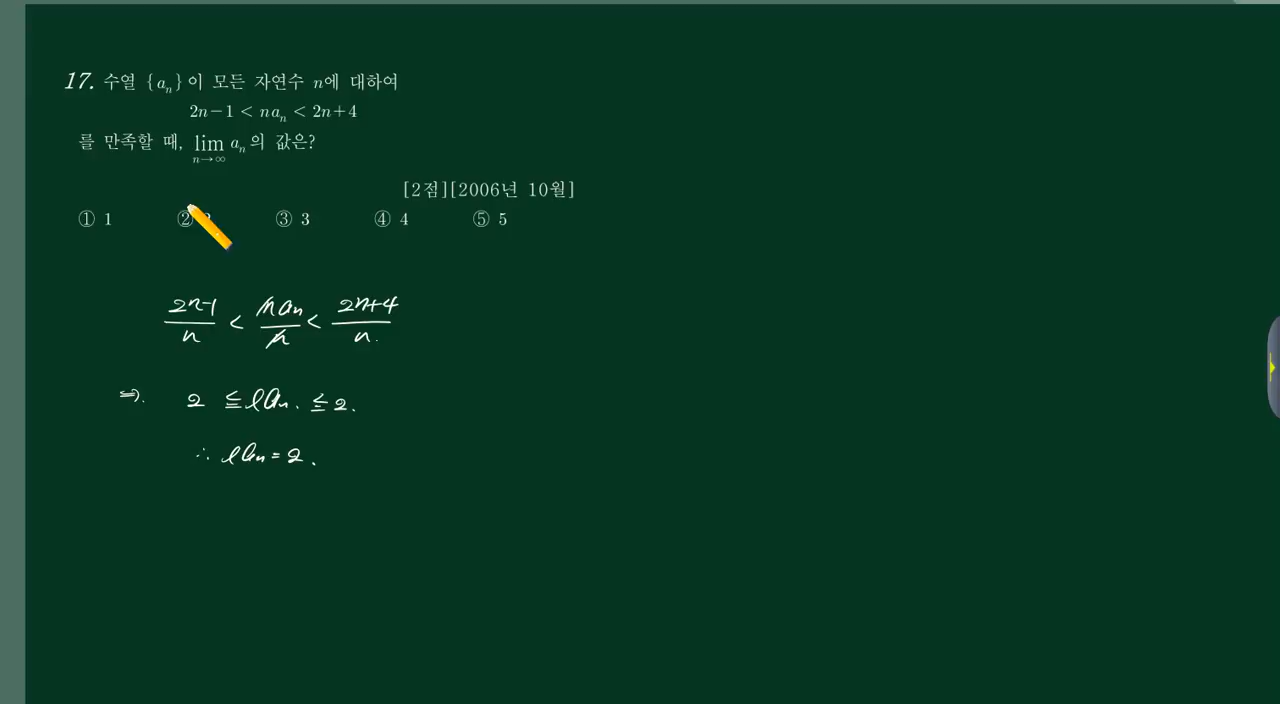 17. 수열 {aₙ}이 모든 자연수 n에 대하여
2n−1 < naₙ < 2n+4
를 만족할 때, lim n→∞ aₙ의 값은?
[2점][2006년 10월]
① 1 ② ③ 3 ④ 4 ⑤ 5
2n-1/n < naₙ/n < 2n+4/n.
⇒. 2 ≦ laₙ. ≦ 2.
∴ laₙ = 2.